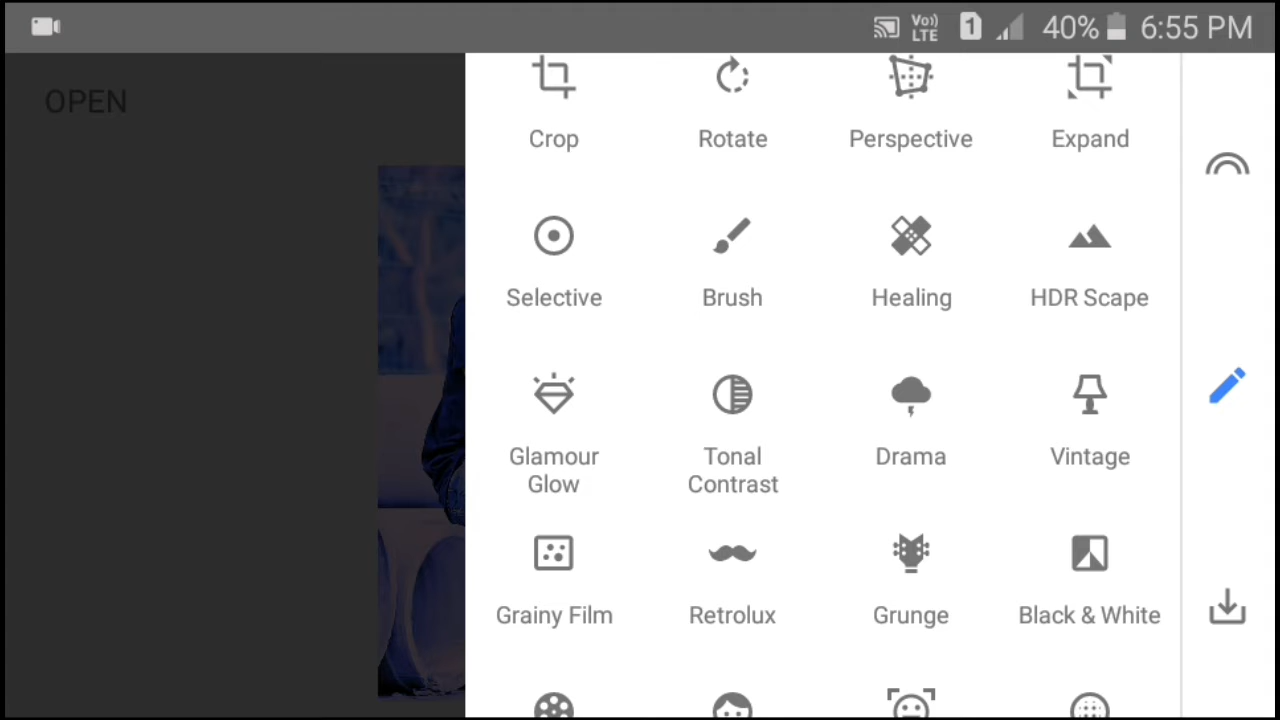 Vo))
LTE
1
40%
6:55 PM
OPEN
Crop
Rotate
Perspective
Expand
Selective
Brush
Healing
HDR Scape
Glamour
Glow
Tonal
Contrast
Drama
Vintage
Grainy Film
Retrolux
Grunge
Black & White